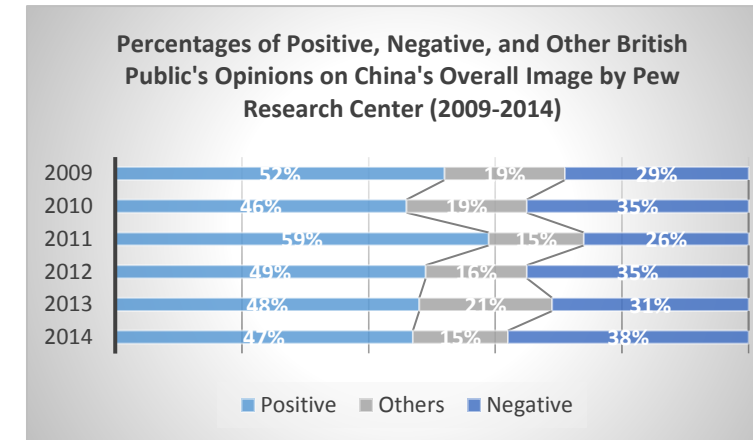 Percentages of Positive, Negative, and Other British
Public's Opinions on China's Overall Image by Pew
Research Center (2009-2014)
2009 52% 19% 29%
2010 46% 19% 35%
2011 59% 15% 26%
2012 49% 16% 35%
2013 48% 21% 31%
2014 47% 15% 38%
Positive Others Negative